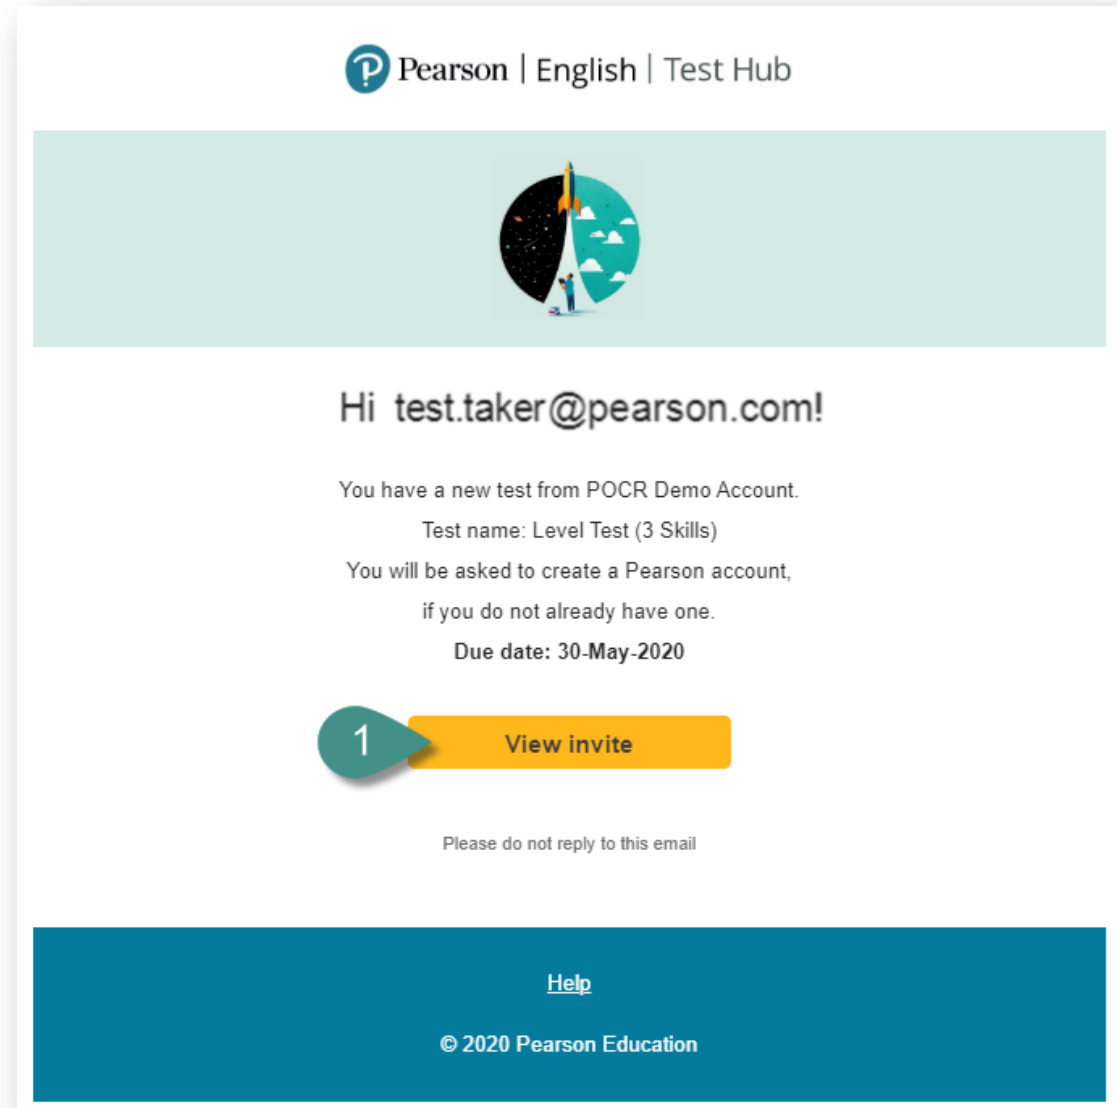 Pearson | English | Test Hub
Hi test.taker@pearson.com!
You have a new test from POCR Demo Account.
Test name: Level Test (3 Skills)
You will be asked to create a Pearson account,
if you do not already have one.
Due date: 30-May-2020
1
View invite
Please do not reply to this email
Help
© 2020 Pearson Education